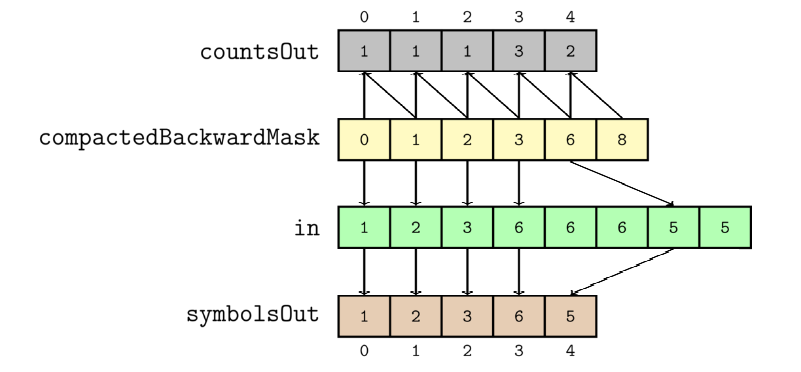 0 1 2 3 4
countsOut 1 1 1 3 2
compactedBackwardMask 0 1 2 3 6 8
in 1 2 3 6 6 6 5 5
symbolsOut 1 2 3 6 5
0 1 2 3 4